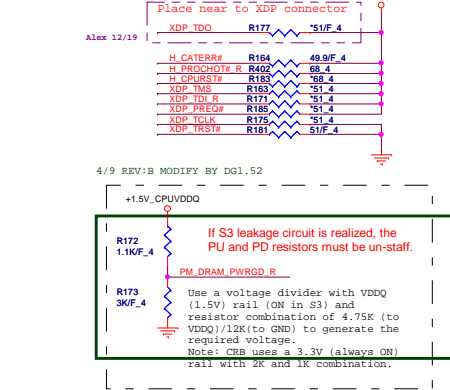 Place near to XDP connector
XDP_TDO R177 *51/F_4
Alex 12/19
H_CATERR# R164 49.9/F_4
H_PROCHOT#_R R402 68_4
H_CPURST# R183 *68_4
XDP_TMS R163 *51_4
XDP_TDI_R R171 *51_4
XDP_PREQ# R185 *51_4
XDP_TCLK R175 *51_4
XDP_TRST# R181 51/F_4
4/9 REV:B MODIFY BY DG1.52
+1.5V_CPUVDDQ
If S3 leakage circuit is realized, the
PU and PD resistors must be un-staff.
R172
1.1K/F_4
PM_DRAM_PWRGD_R
R173
3K/F_4
Use a voltage divider with VDDQ
(1.5V) rail (ON in S3) and
resistor combination of 4.75K (to
VDDQ)/12K(to GND) to generate the
required voltage.
Note: CRB uses a 3.3V (always ON)
rail with 2K and 1K combination.